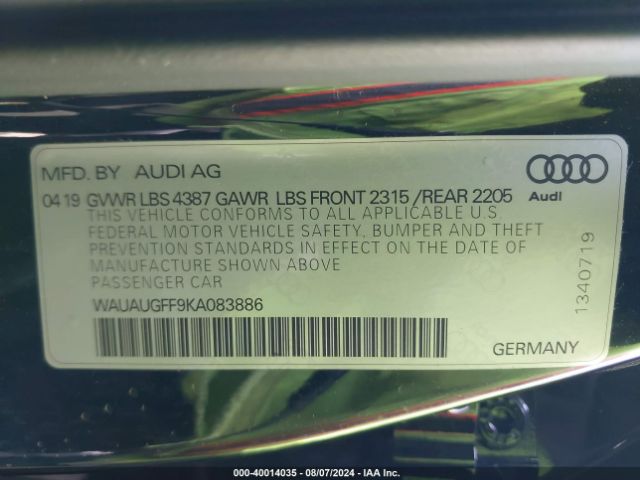 MFD. BY AUDI AG
04 19 GVWR LBS 4387 GAWR LBS FRONT 2315 /REAR 2205
THIS VEHICLE CONFORMS TO ALL APPLICABLE U.S
FEDERAL MOTOR VEHICLE SAFETY, BUMPER AND THEFT
PREVENTION STANDARDS IN EFFECT ON THE DATE OF
MANUFACTURE SHOWN ABOVE
PASSENGER CAR
WAUAUGFF9KA083886
Audi
1340719
GERMANY
000-40014035 - 08/07/2024 - IAA Inc.